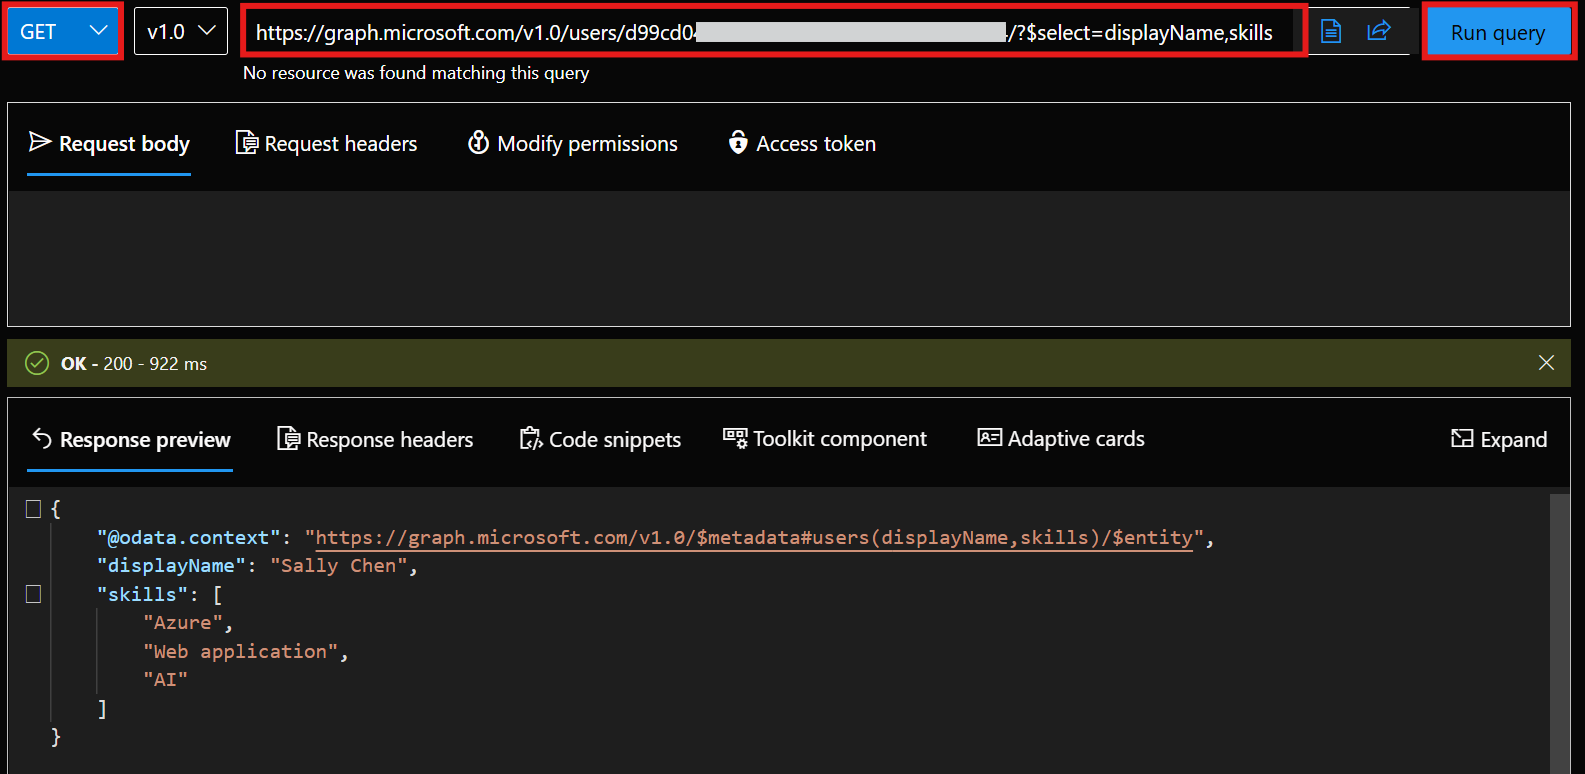 GET v1.0 https://graph.microsoft.com/v1.0/users/d99cd04 /?$select=displayName,skills Run query
No resource was found matching this query
Request body Request headers Modify permissions Access token
OK - 200 - 922 ms
Response preview Response headers Code snippets Toolkit component Adaptive cards Expand
{
"@odata.context": "https://graph.microsoft.com/v1.0/$metadata#users(displayName,skills)/$entity",
"displayName": "Sally Chen",
"skills": [
"Azure",
"Web application",
"AI"
]
}